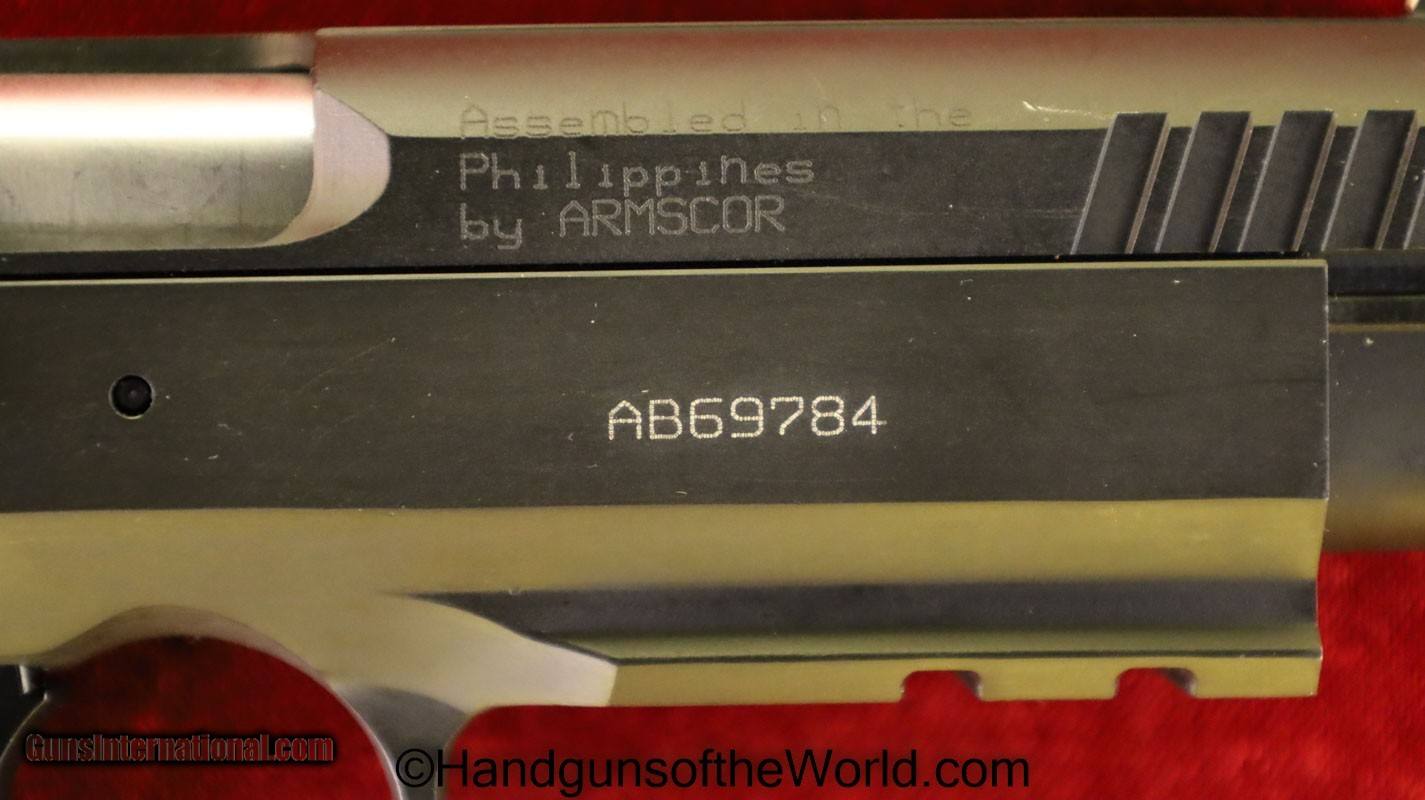 Assembled in the
Philippines
by ARMSCOR
AB69784
GunsInternational.com
©HandgunsoftheWorld.com